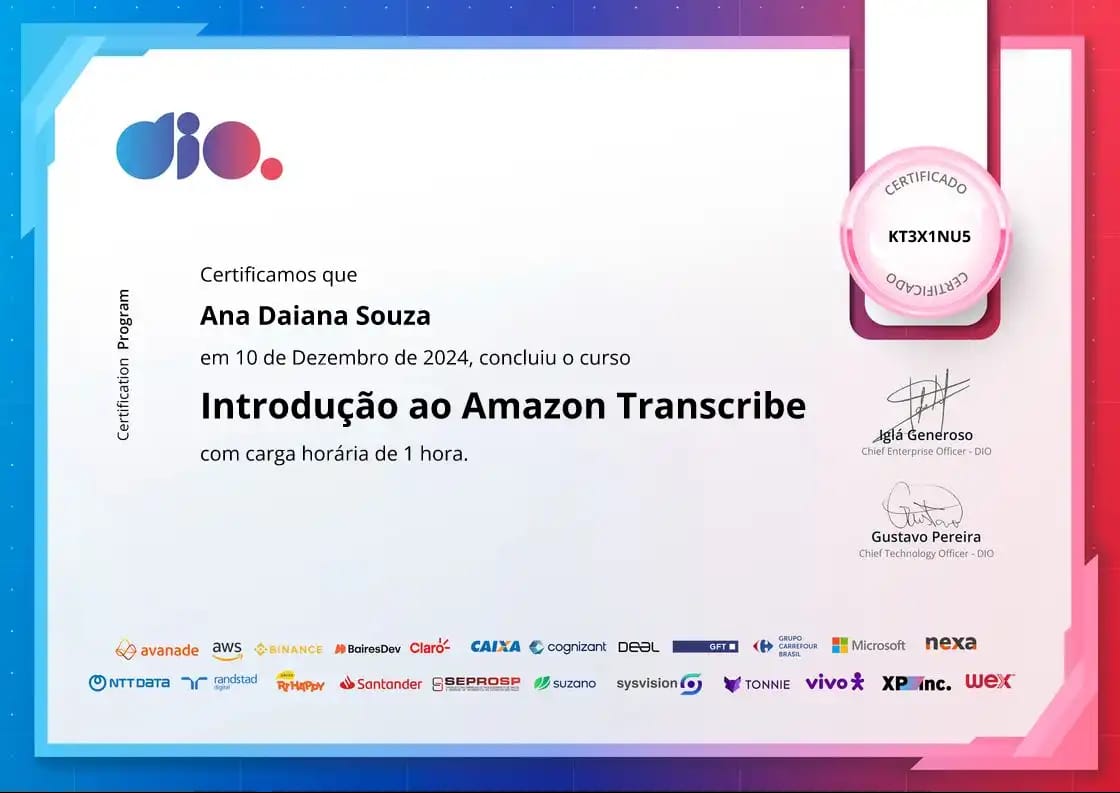 dio.
CERTIFICADO
KT3X1NU5
CERTIFICADO
Certification Program
Certificamos que
Ana Daiana Souza
em 10 de Dezembro de 2024, concluiu o curso
Introdução ao Amazon Transcribe
com carga horária de 1 hora.
Iglá Generoso
Chief Enterprise Officer - DIO
Gustavo Pereira
Chief Technology Officer - DIO
avanade aws BINANCE BairesDev Claro CAIXA cognizant DEAL GFT GRUPO CARREFOUR BRASIL Microsoft nexa
NTT DATA randstad digital RI HAPPY Santander SEPROSP suzano sysvision TONNIE vivo XP inc. wex